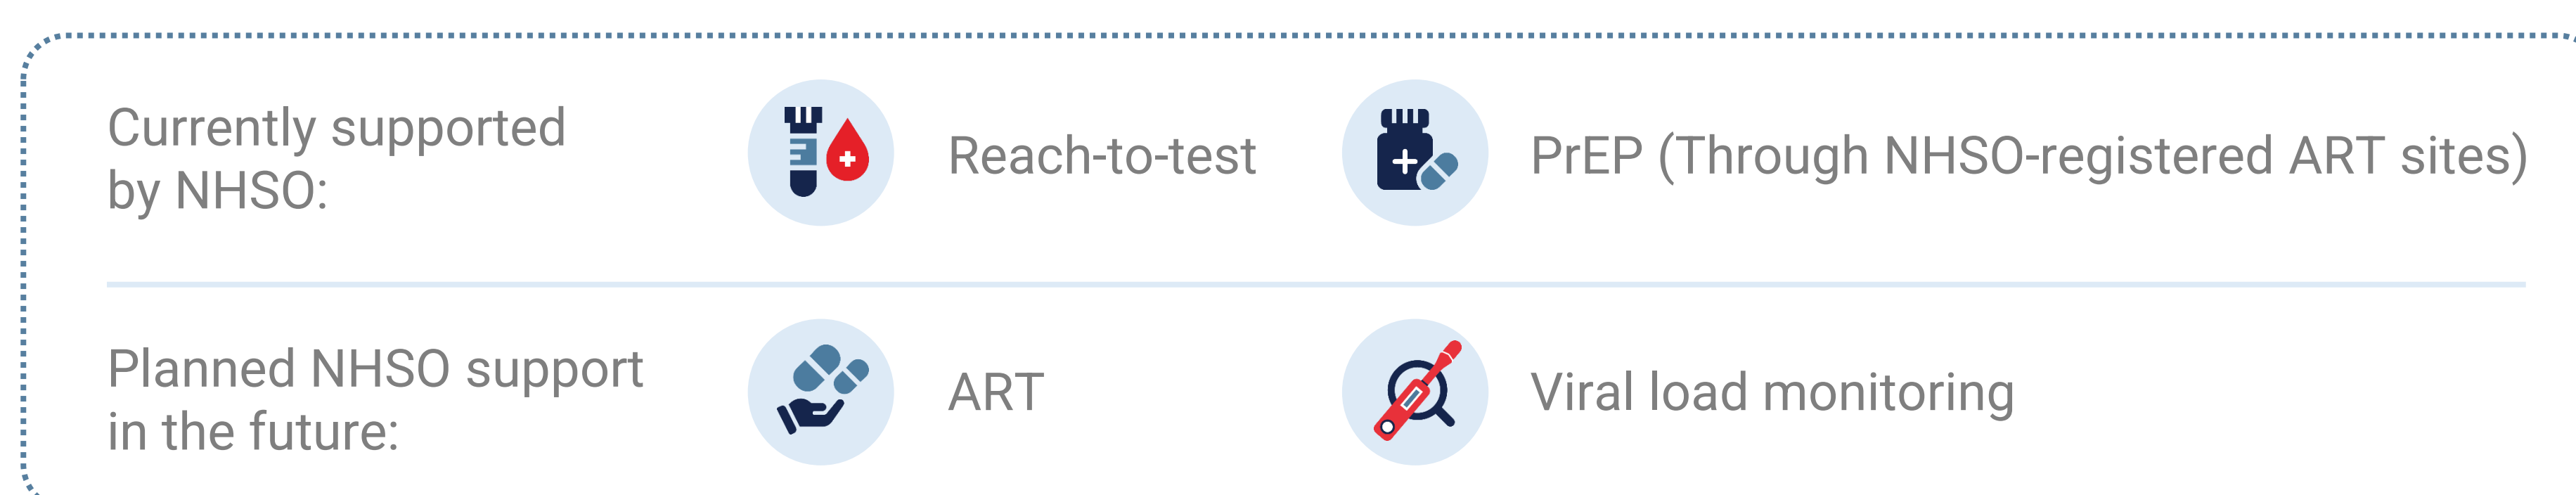 Currently supported
by NHSO:
Reach-to-test
PrEP (Through NHSO-registered ART sites)
Planned NHSO support
in the future:
ART
Viral load monitoring